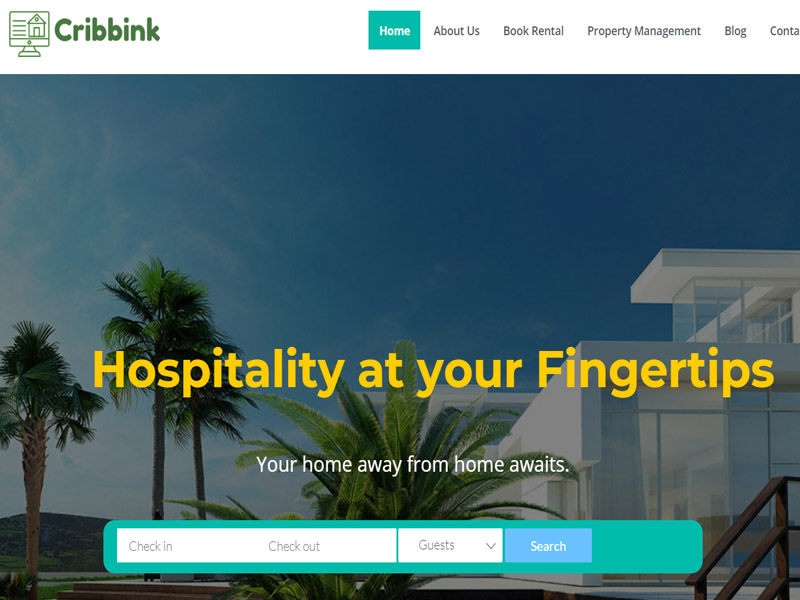 Cribbink
Home About Us Book Rental Property Management Blog Conta
Hospitality at your Fingertips
Your home away from home awaits.
Check in Check out Guests Search